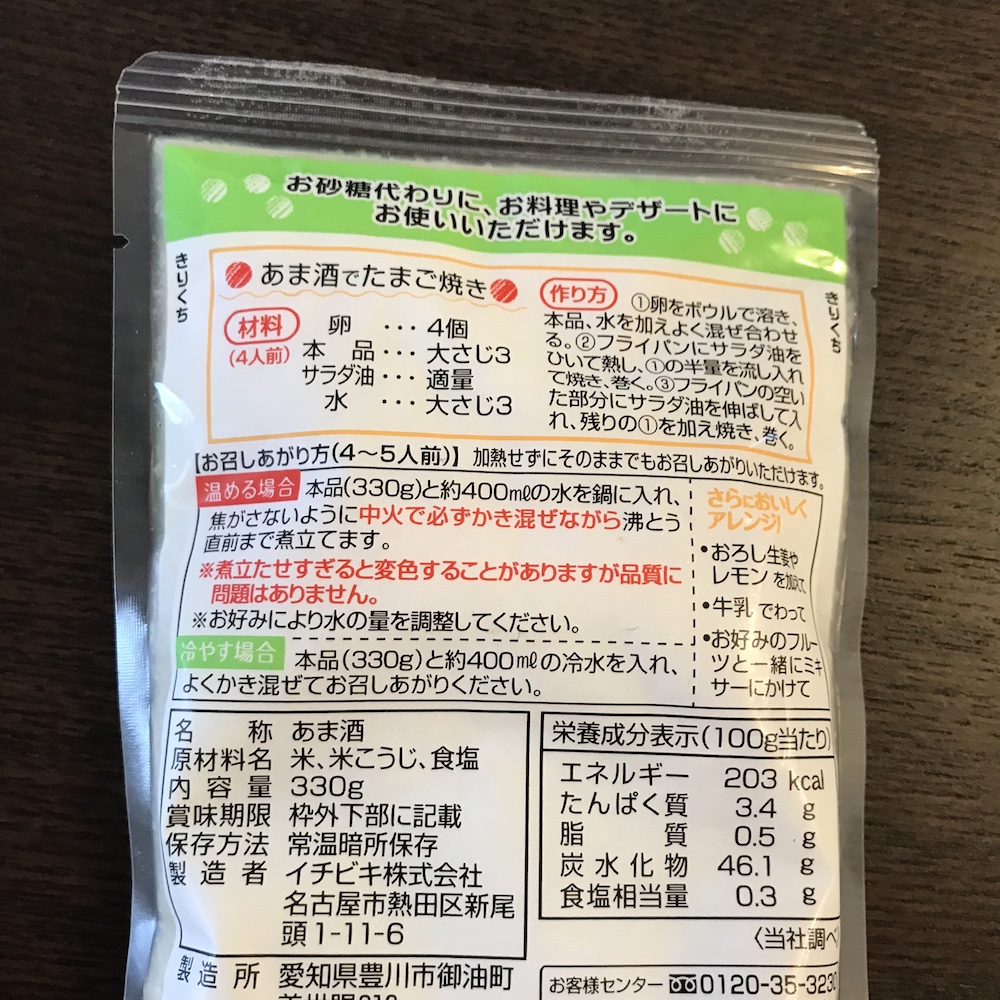 お砂糖代わりに、お料理やデザートに
お使いいただけます。
きりくち
きりくち
あま酒でたまご焼き
材料
(4人前)
卵 ・・・ 4個
本品 ・・・ 大さじ3
サラダ油 ・・・ 適量
水 ・・・ 大さじ3
作り方 ①卵をボウルで溶き、
本品、水を加えよく混ぜ合わせ
る。②フライパンにサラダ油を
ひいて熱し、①の半量を流し入れ
て焼き、巻く。③フライパンの空い
た部分にサラダ油を伸ばして入
れ、残りの①を加え焼き、巻く。
【お召しあがり方(4〜5人前)】 加熱せずにそのままでもお召しあがりいただけます。
温める場合 本品(330g)と約400mlの水を鍋に入れ、
焦がさないように中火で必ずかき混ぜながら沸とう
直前まで煮立てます。
※煮立たせすぎると変色することがありますが品質に
問題はありません。
※お好みにより水の量を調整してください。
冷やす場合 本品(330g)と約400mlの冷水を入れ、
よくかき混ぜてお召しあがりください。
さらにおいしく
アレンジ!
・おろし生姜や
レモンを加えて
・牛乳でわって
・お好みのフルー
ツと一緒にミキ
サーにかけて
名称 あま酒
原材料名 米、米こうじ、食塩
内容量 330g
賞味期限 枠外下部に記載
保存方法 常温暗所保存
製造者 イチビキ株式会社
名古屋市熱田区新尾
頭1-11-6
製造所 愛知県豊川市御油町
栄養成分表示(100g当たり)
エネルギー 203 kcal
たんぱく質 3.4 g
脂質 0.5 g
炭水化物 46.1 g
食塩相当量 0.3 g
〈当社調べ
お客様センター 0120-35-3230